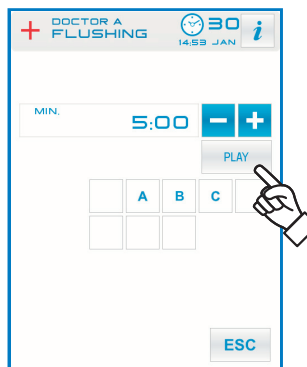 DOCTOR A
FLUSHING
30
14:53 JAN
i
MIN.
5:00
PLAY
A B C
ESC